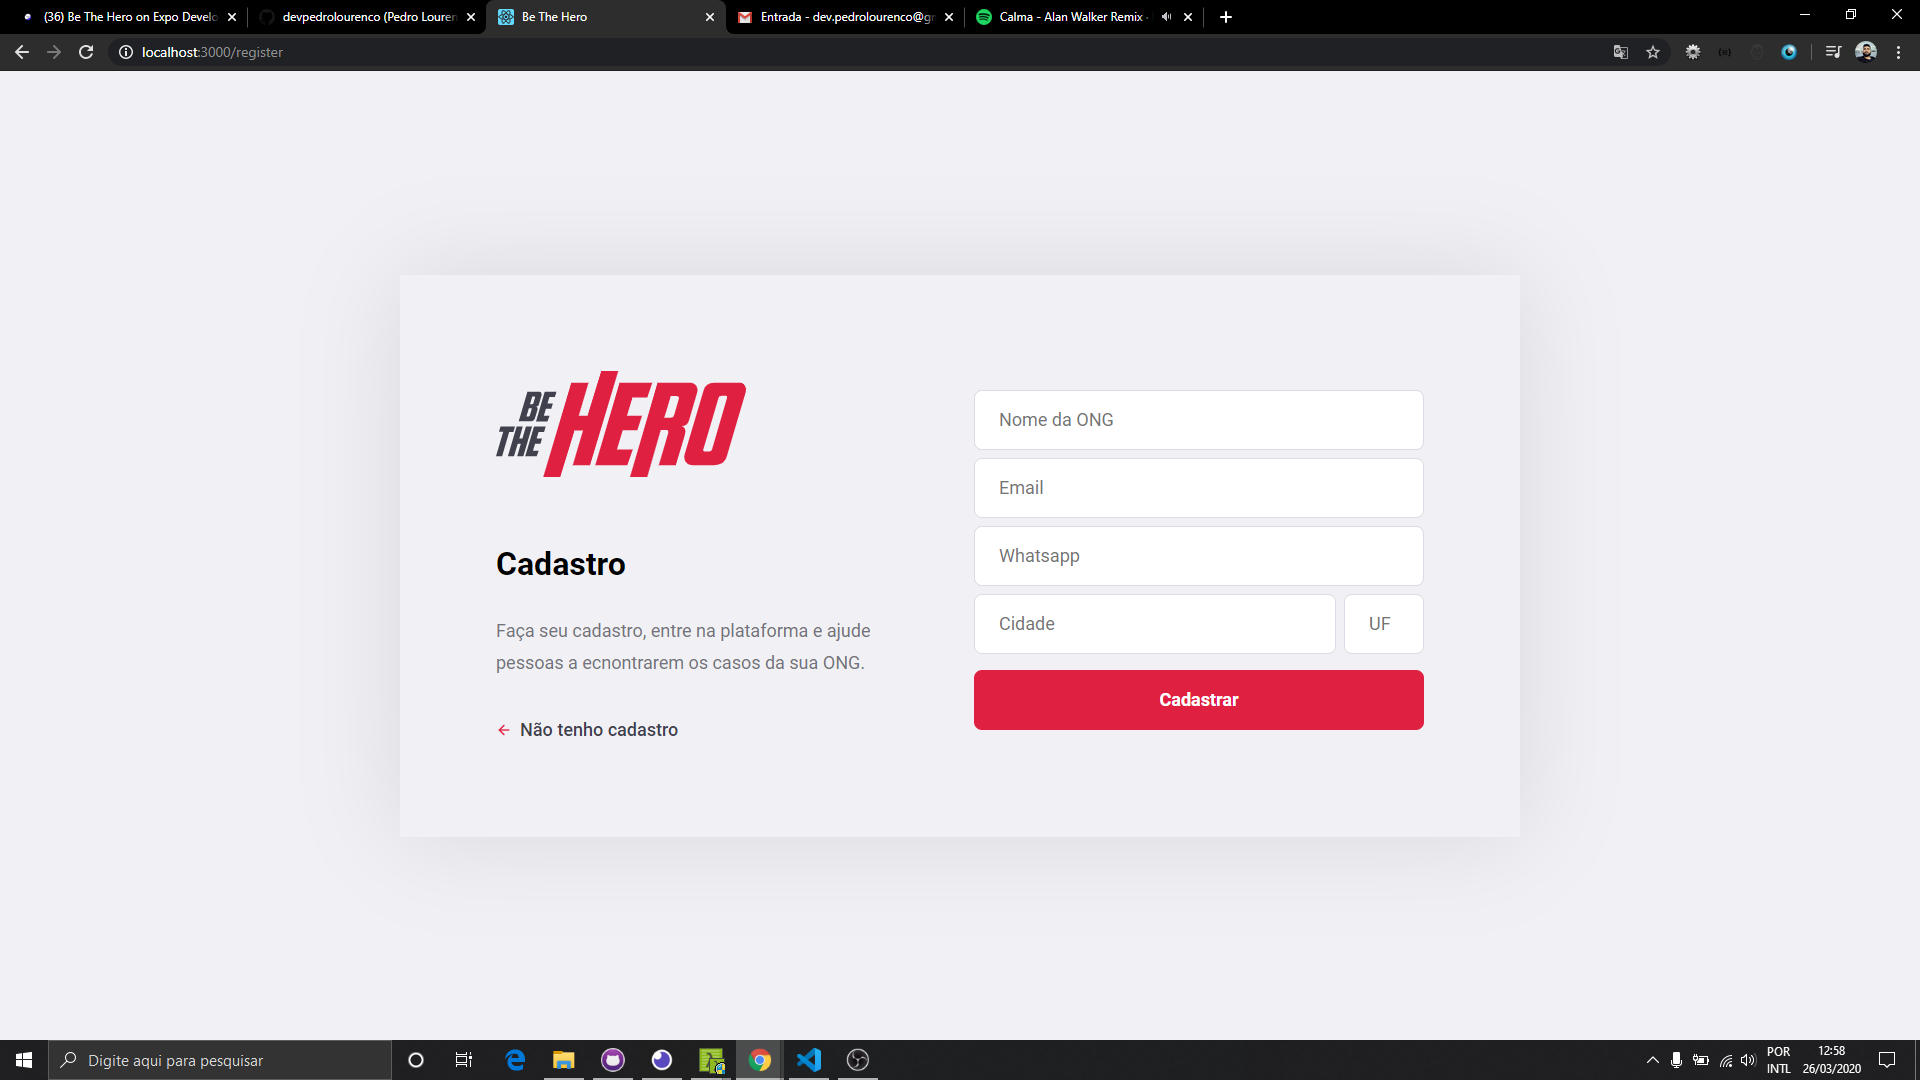 (36) Be The Hero on Expo Develo
devpedrolourenco (Pedro Louren
Be The Hero
Entrada - dev.pedrolourenco@gr
Calma - Alan Walker Remix
localhost:3000/register
BE
THE
HERO
Nome da ONG
Email
Whatsapp
Cidade
UF
Cadastrar
Cadastro
Faça seu cadastro, entre na plataforma e ajude
pessoas a ecnontrarem os casos da sua ONG.
Não tenho cadastro
Digite aqui para pesquisar
POR
INTL
12:58
26/03/2020